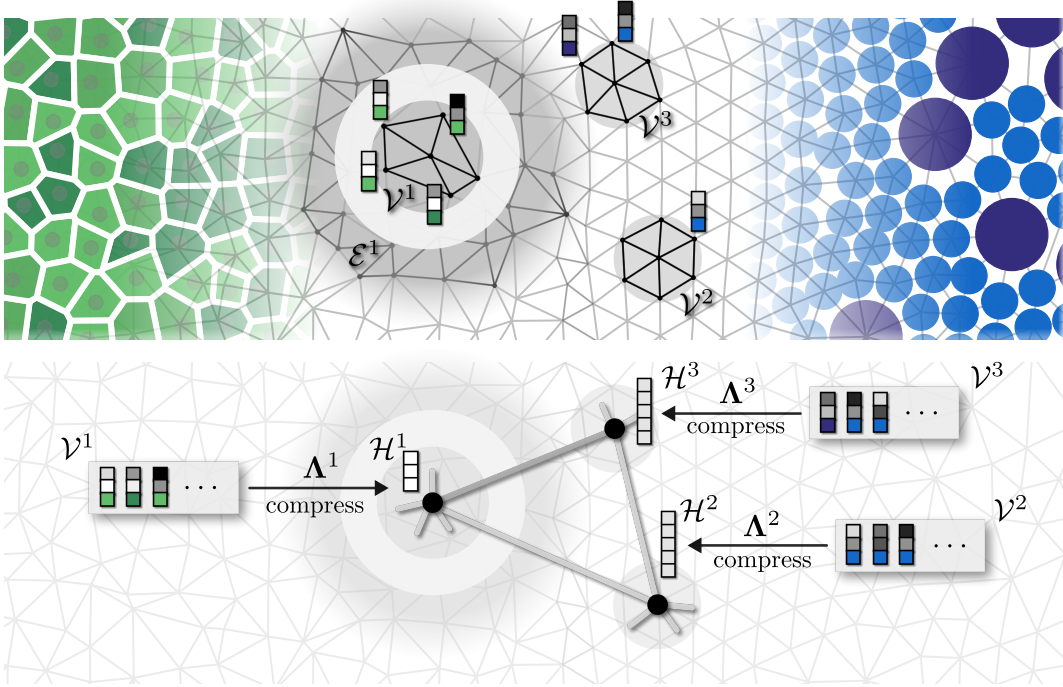 𝒱³
𝒱¹
ℰ¹
𝒱²
ℋ³
𝒱³
Λ³
compress
𝒱¹
ℋ¹
Λ¹
...
compress
...
ℋ²
𝒱²
Λ²
compress
...